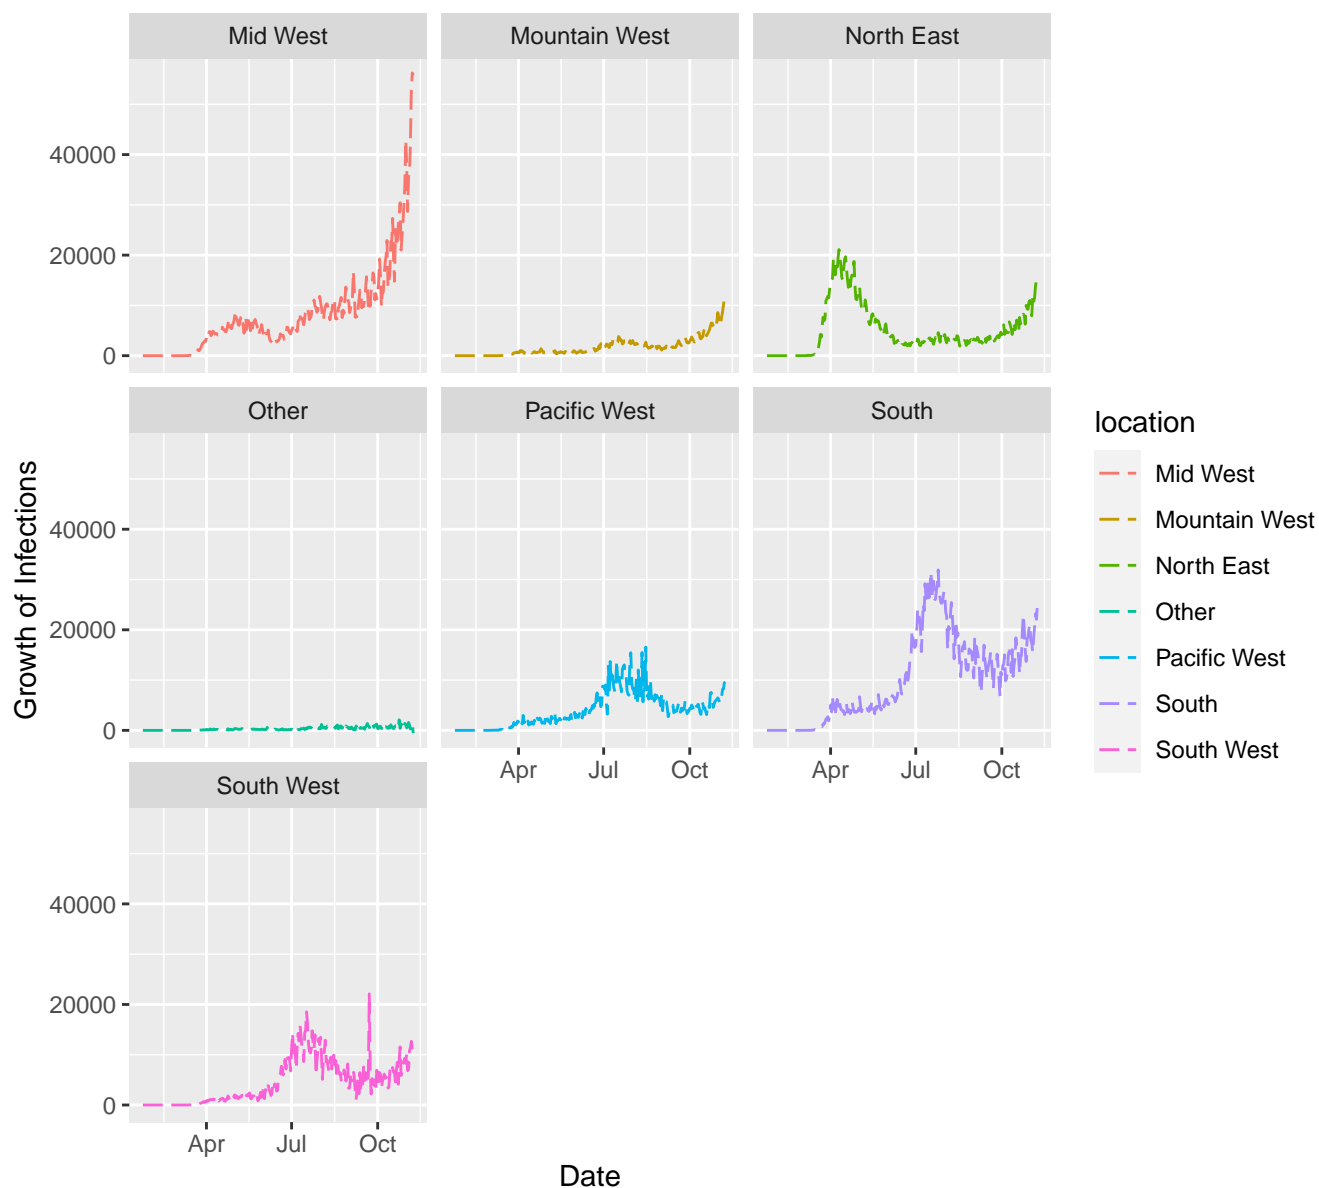 Mid West
Mountain West
North East
40000
20000
0
Other
Pacific West
South
40000
20000
0
Apr
Jul
Oct
Apr
Jul
Oct
South West
40000
20000
0
Apr
Jul
Oct
Growth of Infections
Date
location
Mid West
Mountain West
North East
Other
Pacific West
South
South West